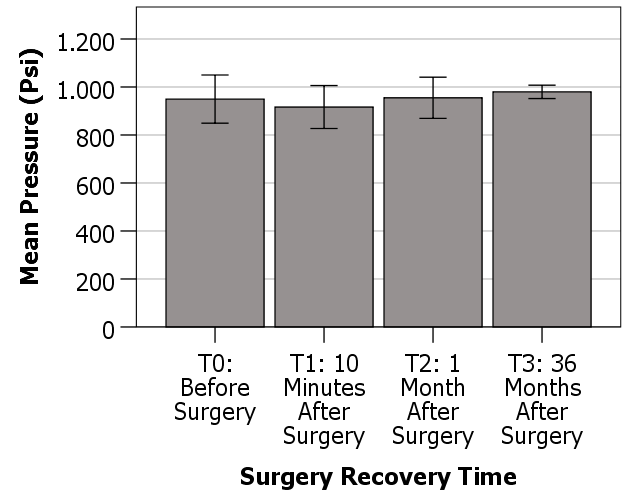 Mean Pressure (Psi)
1.200
1.000
800
600
400
200
0
T0:
Before
Surgery
T1: 10
Minutes
After
Surgery
T2: 1
Month
After
Surgery
T3: 36
Months
After
Surgery
Surgery Recovery Time